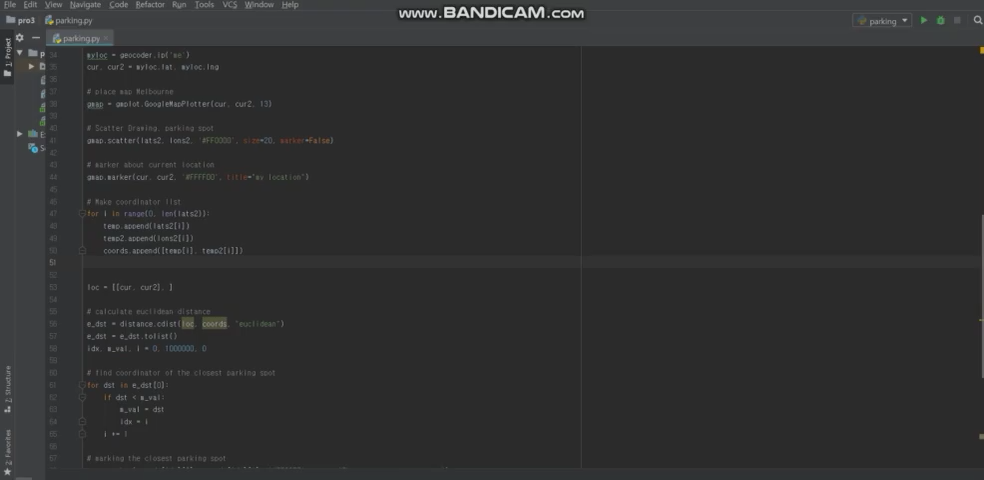 www.BANDICAM.com
File Edit View Navigate Code Refactor Run Tools VCS Window Help
pro3 parking.py
parking
parking.py
1: Project
34 myloc = geocoder.ip('me')
35 cur, cur2 = myloc.lat, myloc.lng
36
37 # place map Melbourne
38 gmap = gmplot.GoogleMapPlotter(cur, cur2, 13)
39
40 # Scatter Drawing, parking spot
41 gmap.scatter(lats2, lons2, '#FF0000', size=20, marker=False)
42
43 # marker about current location
44 gmap.marker(cur, cur2, '#FFFF00', title="my location")
45
46 # Make coordinator list
47 for i in range(0, len(lats2)):
48 temp.append(lats2[i])
49 temp2.append(lons2[i])
50 coords.append([temp[i], temp2[i]])
51
52
53 loc = [[cur, cur2], ]
54
55 # calculate euclidean distance
56 e_dst = distance.cdist(loc, coords, "euclidean")
57 e_dst = e_dst.tolist()
58 idx, m_val, i = 0, 1000000, 0
59
60 # find coordinator of the closest parking spot
61 for dst in e_dst[0]:
62 if dst < m_val:
63 m_val = dst
64 idx = i
65 i += 1
66
67 # marking the closest parking spot
Z: Structure
2: Favorites